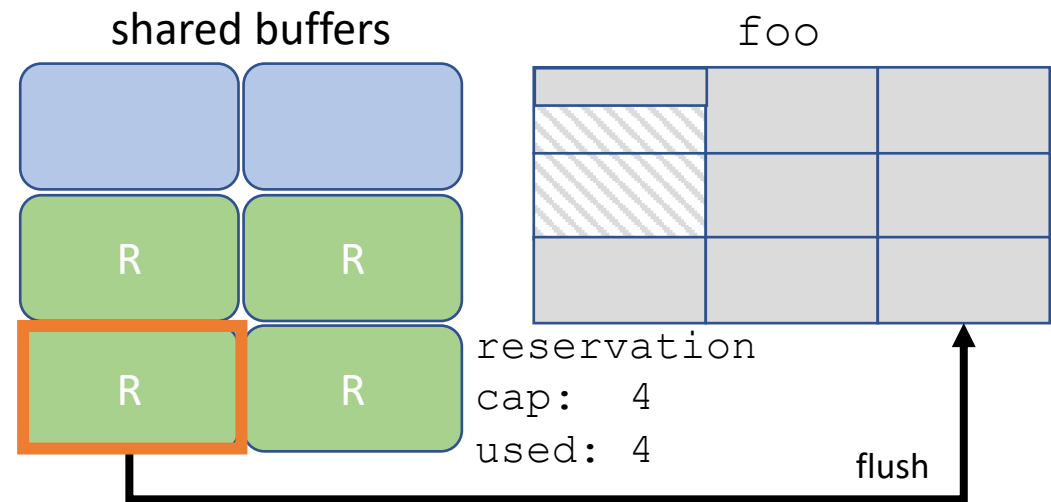 shared buffers
foo
R R
R R
reservation
cap: 4
used: 4
flush